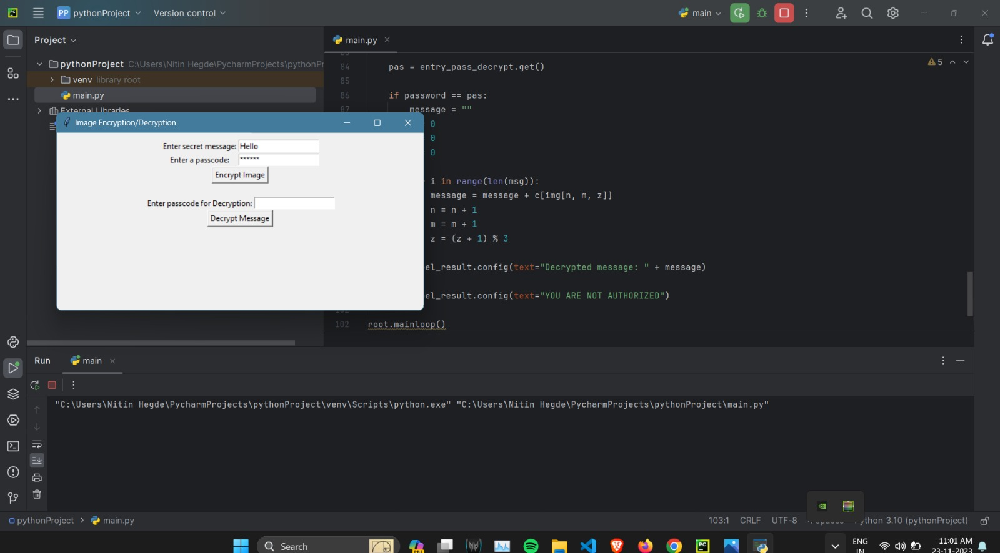 PP pythonProject
Version control
main
Project
main.py
pythonProject C:\Users\Nitin Hegde\PycharmProjects\pythonPr
venv library root
main.py
External Libraries
Image Encryption/Decryption
Enter secret message: Hello
Enter a passcode: ******
Encrypt Image
Enter passcode for Decryption:
Decrypt Message
5
84 pas = entry_pass_decrypt.get()
85
86 if password == pas:
87 message = ""
0
0
0
i in range(len(msg)):
message = message + c[img[n, m, z]]
n = n + 1
m = m + 1
z = (z + 1) % 3
el_result.config(text="Decrypted message: " + message)
el_result.config(text="YOU ARE NOT AUTHORIZED")
102 root.mainloop()
Run
main
"C:\Users\Nitin Hegde\PycharmProjects\pythonProject\venv\Scripts\python.exe" "C:\Users\Nitin Hegde\PycharmProjects\pythonProject\main.py"
pythonProject > main.py
103:1 CRLF UTF-8 ython 3.10 (pythonProject)
Search
PRE
PC
ENG
IN
11:01 AM
23-11-2023